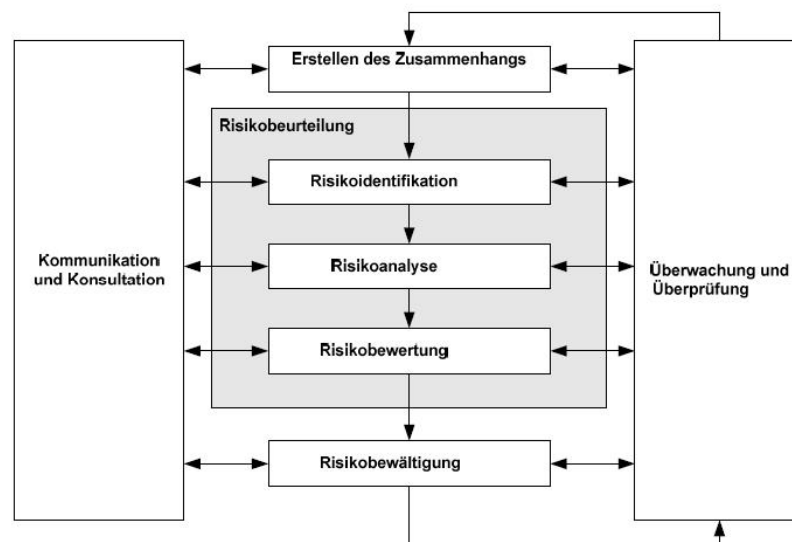 Erstellen des Zusammenhangs
Risikobeurteilung
Risikoidentifikation
Kommunikation
und Konsultation
Risikoanalyse
Überwachung und
Überprüfung
Risikobewertung
Risikobewältigung